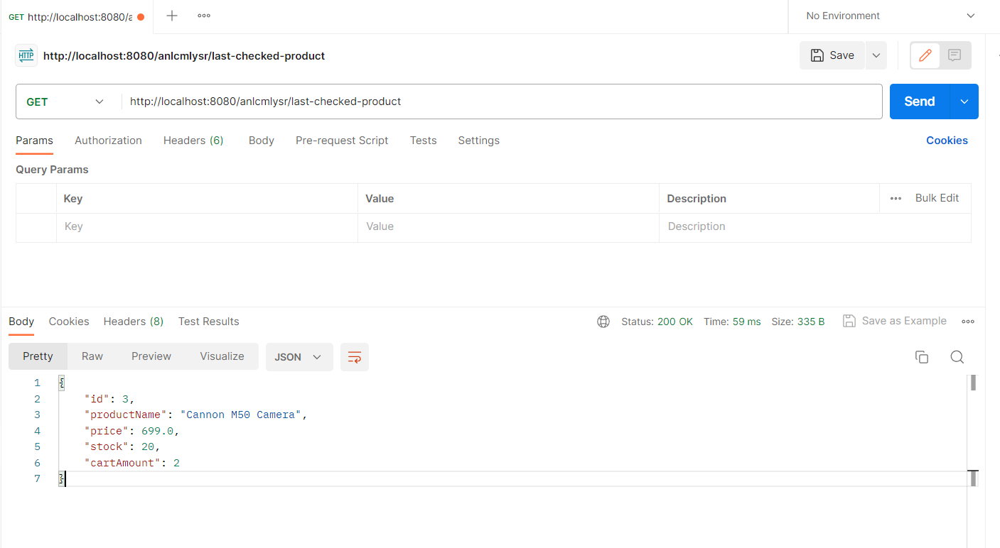 GET http://localhost:8080/a
No Environment
HTTP http://localhost:8080/anlcmlysr/last-checked-product
Save
GET http://localhost:8080/anlcmlysr/last-checked-product Send
Params Authorization Headers (6) Body Pre-request Script Tests Settings Cookies
Query Params
Key Value Description Bulk Edit
Key Value Description
Body Cookies Headers (8) Test Results Status: 200 OK Time: 59 ms Size: 335 B Save as Example
Pretty Raw Preview Visualize JSON
1 {
2 "id": 3,
3 "productName": "Cannon M50 Camera",
4 "price": 699.0,
5 "stock": 20,
6 "cartAmount": 2
7 }